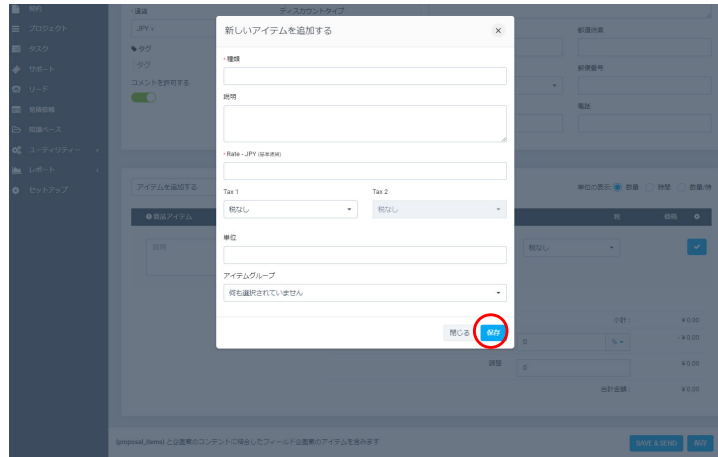 契約
通貨
ディスカウントタイプ
新しいアイテムを追加する
×
プロジェクト
JPY ¥
都道府県
タスク
タグ
* 種類
サポート
タグ
郵便番号
リード
コメントを許可する
説明
見積依頼
電話
知識ベース
ユーティリティー
* Rate - JPY (基本通貨)
レポート
セットアップ
アイテムを追加する
Tax 1
Tax 2
単位の表示:
数量
時間
数量/時
税なし
税なし
商品アイテム
税
価格
単位
説明
税なし
アイテムグループ
何も選択されていません
小計 :
¥ 0.00
閉じる
保存
0
%
- ¥ 0.00
調整
0
¥ 0.00
合計金額 :
¥ 0.00
{proposal_items} と企画案のコンテントに場合したフィールド企画案のアイテムを含みます
SAVE & SEND
保存